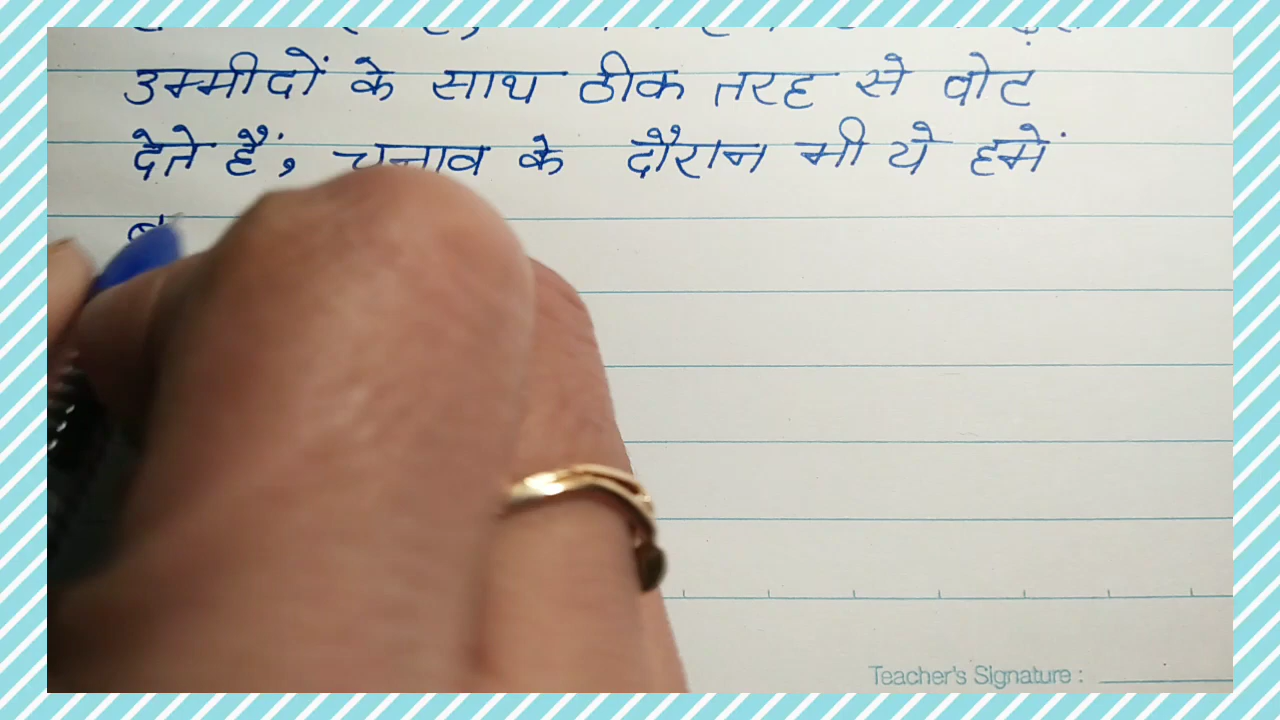 उम्मीदों के साथ ठीक तरह से वोट
देते हैं, चुनाव के दौरान भी ये हमें
Teacher's Signature :